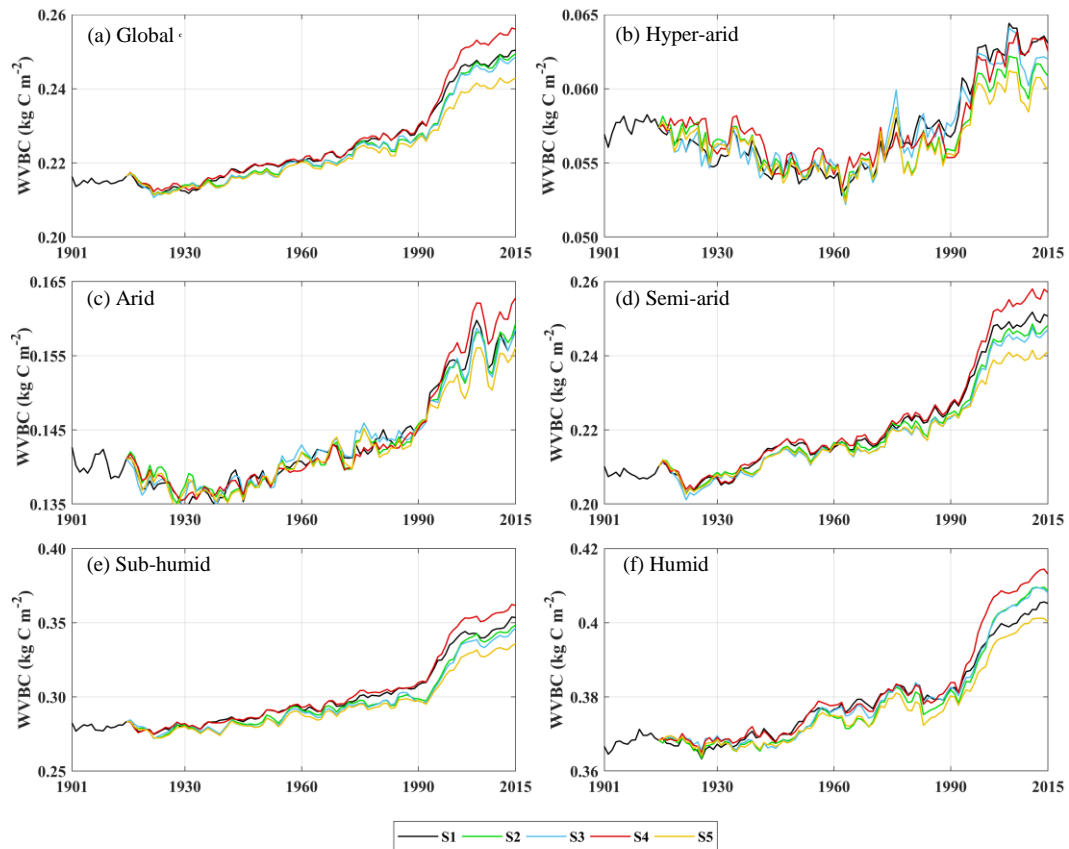 (a) Global
WVBC (kg C m-2)
0.26
0.24
0.22
0.20
1901 1930 1960 1990 2015
(b) Hyper-arid
WVBC (kg C m-2)
0.065
0.060
0.055
0.050
1901 1930 1960 1990 2015
(c) Arid
WVBC (kg C m-2)
0.165
0.155
0.145
0.135
1901 1930 1960 1990 2015
(d) Semi-arid
WVBC (kg C m-2)
0.26
0.24
0.22
0.20
1901 1930 1960 1990 2015
(e) Sub-humid
WVBC (kg C m-2)
0.40
0.35
0.30
0.25
1901 1930 1960 1990 2015
(f) Humid
WVBC (kg C m-2)
0.42
0.4
0.38
0.36
1901 1930 1960 1990 2015
S1 S2 S3 S4 S5